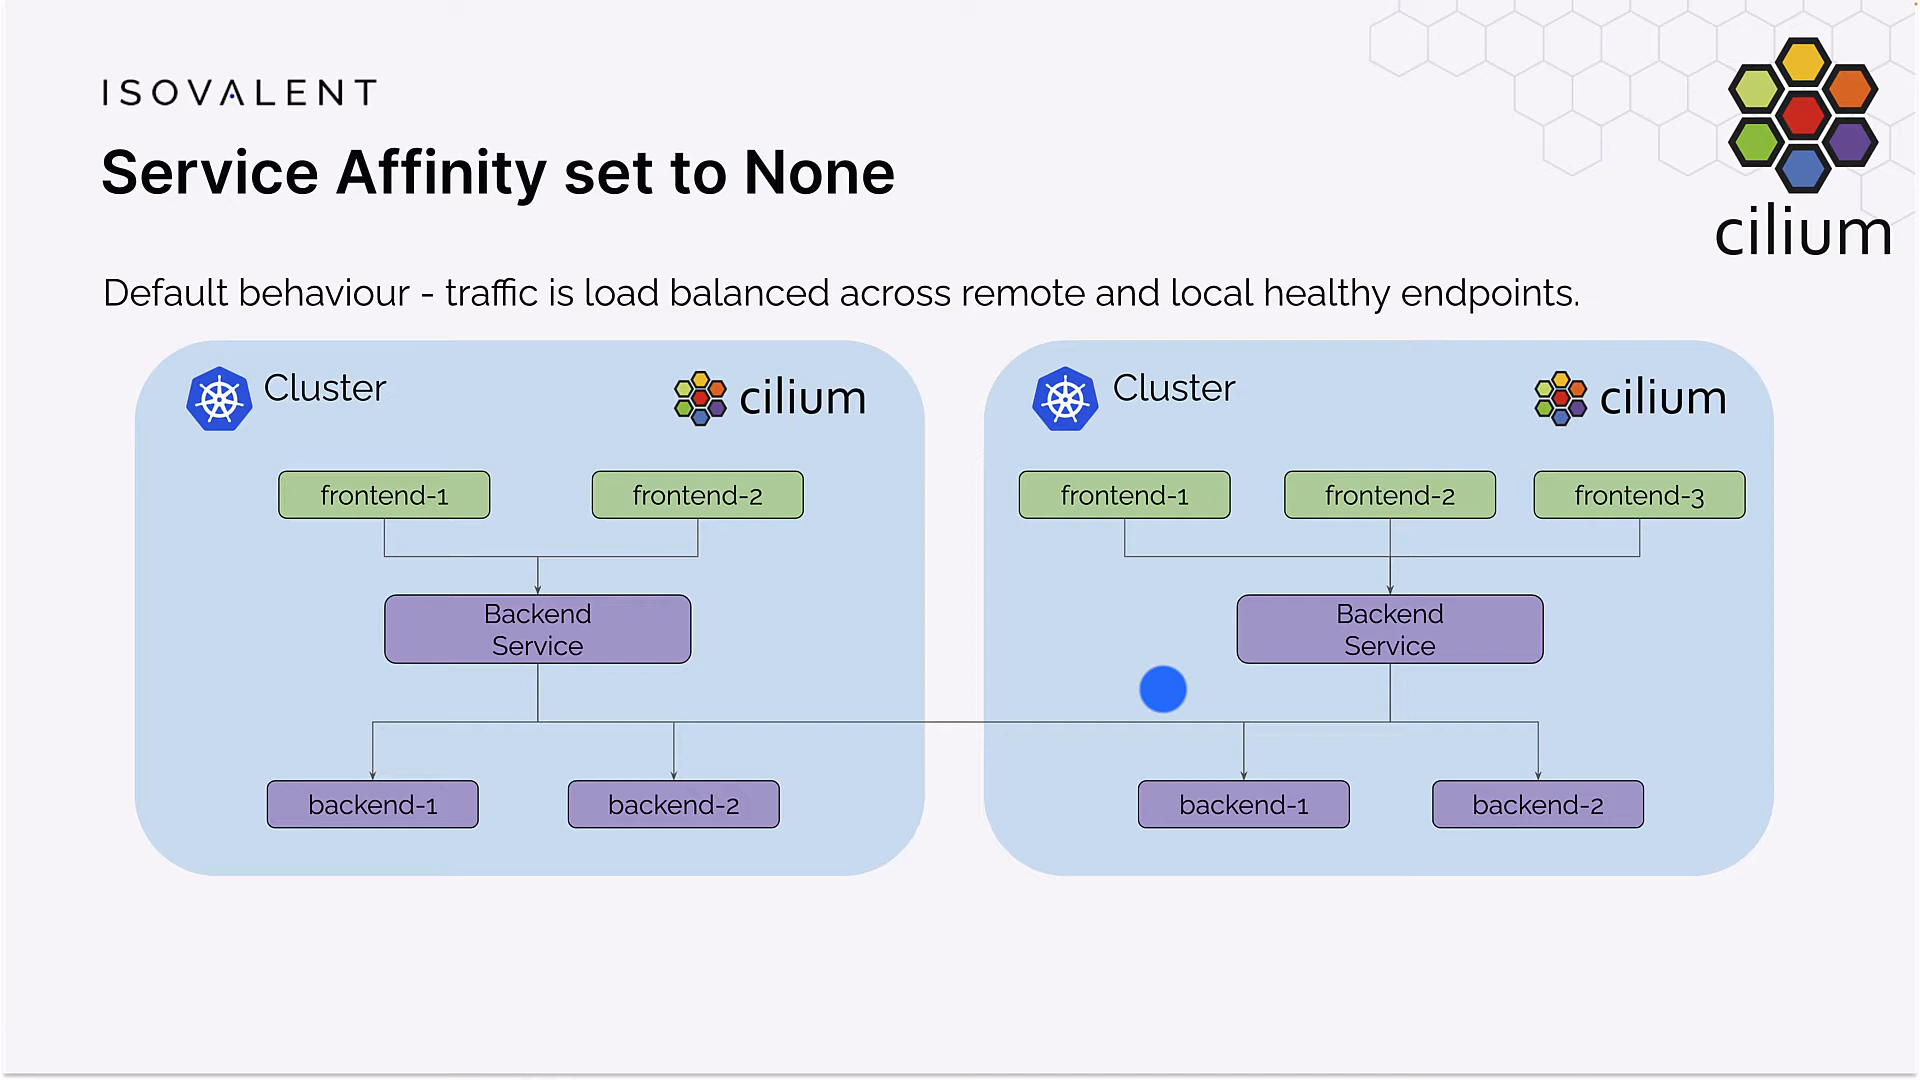 ISOVALENT
Service Affinity set to None
cilium
Default behaviour - traffic is load balanced across remote and local healthy endpoints.
Cluster
cilium
frontend-1
frontend-2
Backend
Service
backend-1
backend-2
Cluster
cilium
frontend-1
frontend-2
frontend-3
Backend
Service
backend-1
backend-2